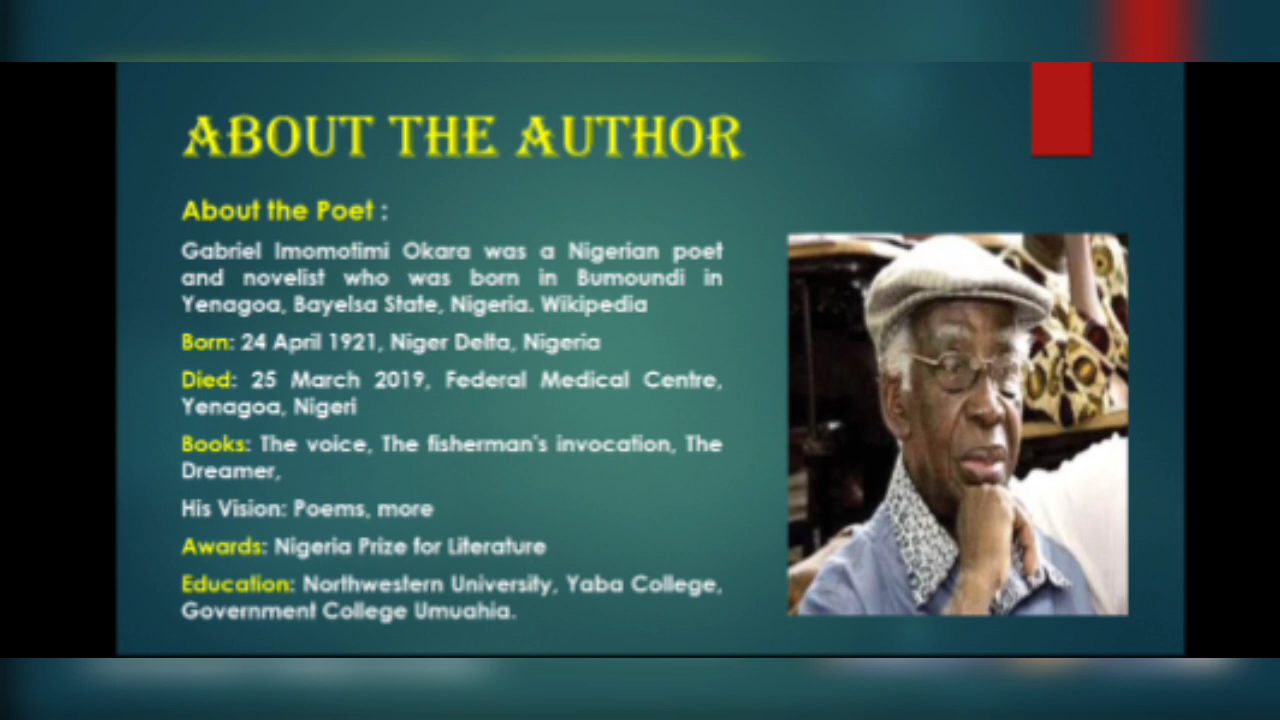 ABOUT THE AUTHOR
About the Poet :
Gabriel Imomotimi Okara was a Nigerian poet
and novelist who was born in Bumoundi in
Yenagoa, Bayelsa State, Nigeria. Wikipedia
Born: 24 April 1921, Niger Delta, Nigeria
Died: 25 March 2019, Federal Medical Centre,
Yenagoa, Nigeri
Books: The voice, The fisherman's invocation, The
Dreamer,
His Vision: Poems, more
Awards: Nigeria Prize for Literature
Education: Northwestern University, Yaba College,
Government College Umuahia.